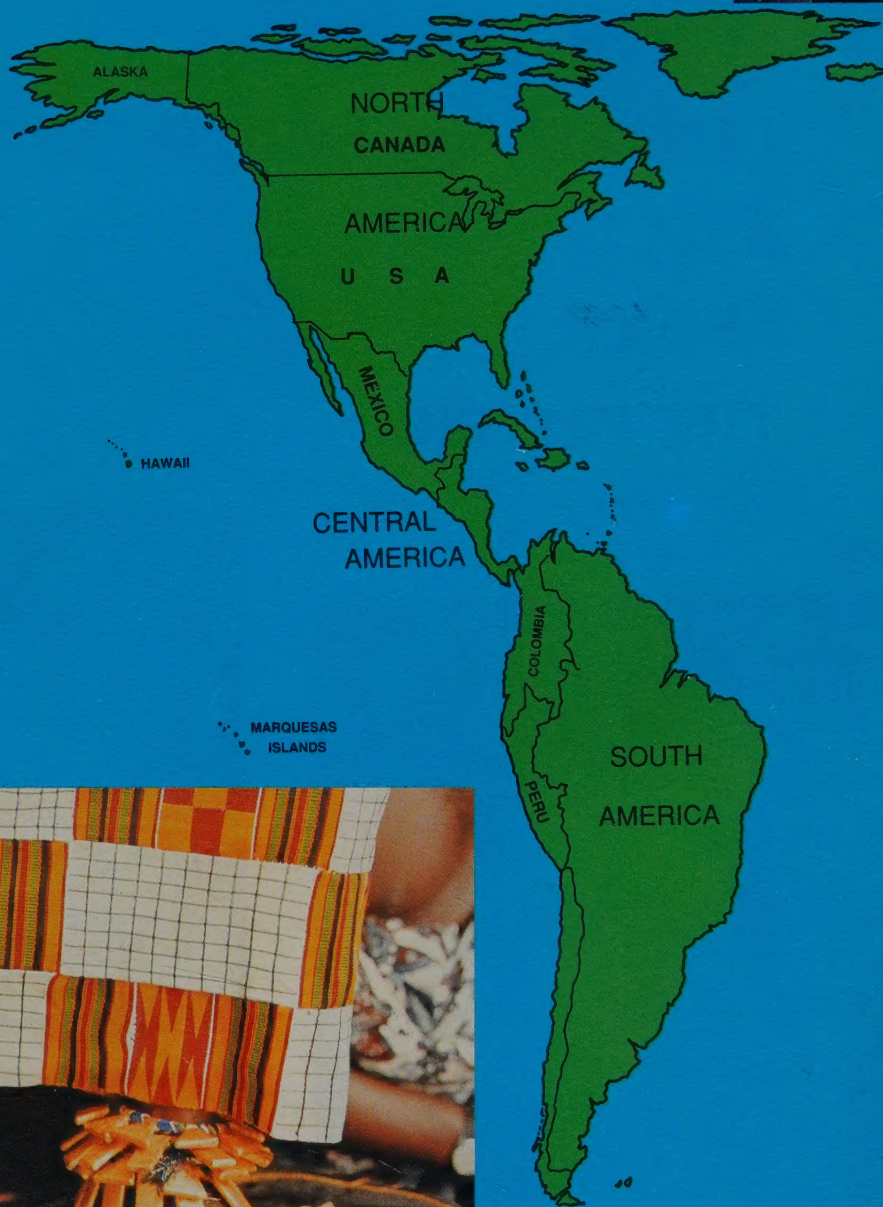 ALASKA
NORTH
CANADA
AMERICA
U S A
MEXICO
HAWAII
CENTRAL
AMERICA
COLOMBIA
MARQUESAS
ISLANDS
SOUTH
PERU
AMERICA